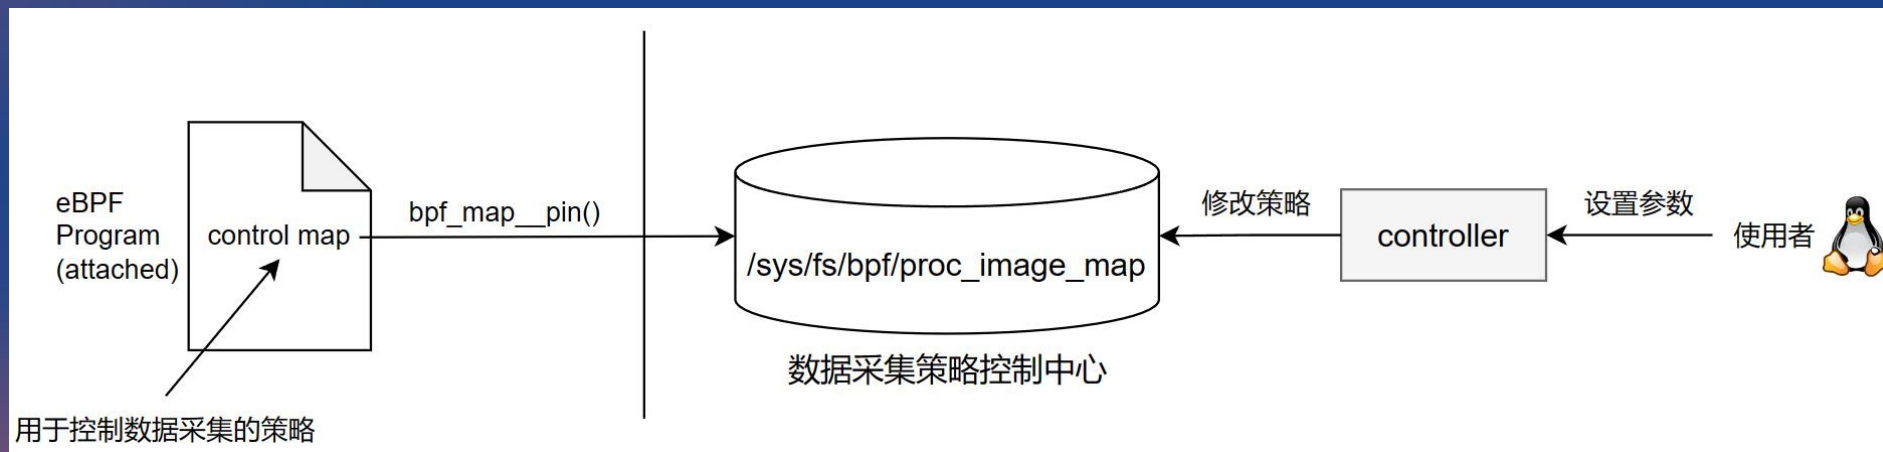 eBPF
Program
(attached)
control map
bpf_map__pin()
用于控制数据采集的策略
/sys/fs/bpf/proc_image_map
数据采集策略控制中心
修改策略
controller
设置参数
使用者